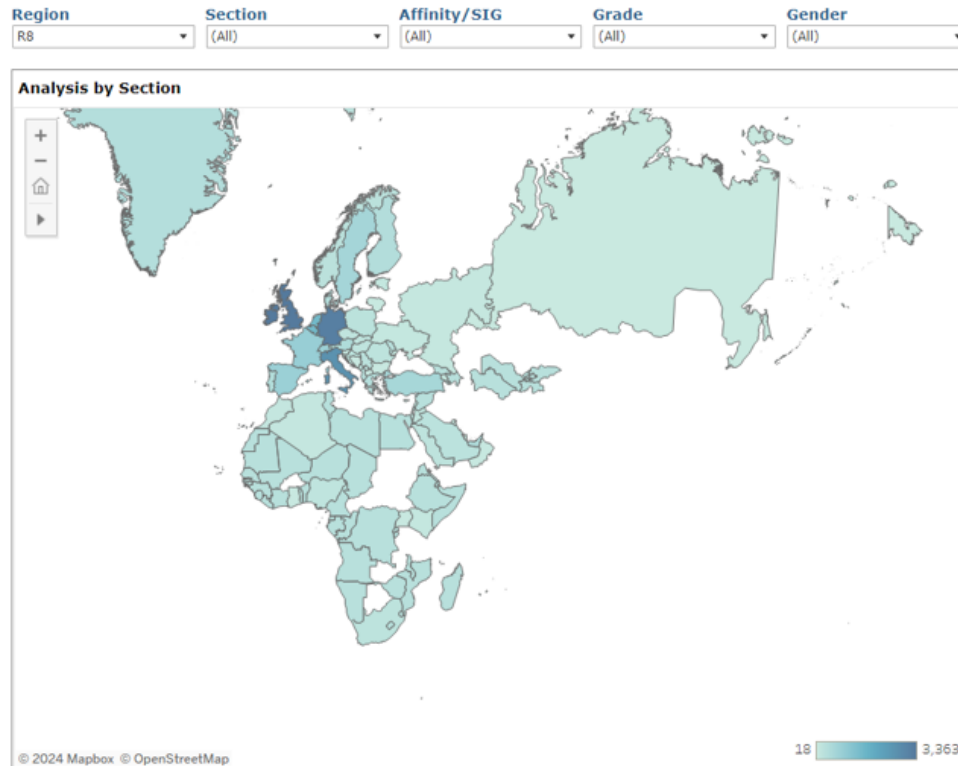 Region Section Affinity/SIG Grade Gender
R8 (All) (All) (All) (All)
Analysis by Section
18 3,363
© 2024 Mapbox © OpenStreetMap